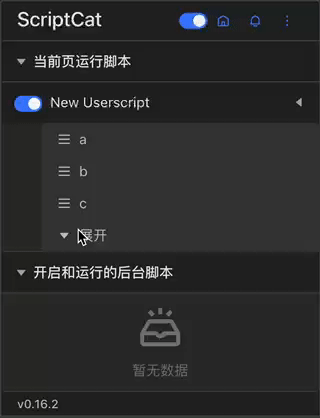 ScriptCat
当前页运行脚本
New Userscript
a
b
c
展开
开启和运行的后台脚本
暂无数据
v0.16.2